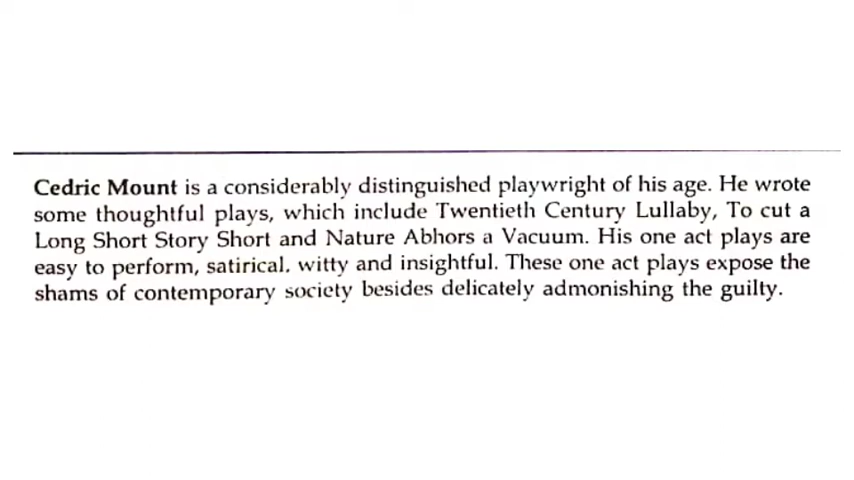 Cedric Mount is a considerably distinguished playwright of his age. He wrote
some thoughtful plays, which include Twentieth Century Lullaby, To cut a
Long Short Story Short and Nature Abhors a Vacuum. His one act plays are
easy to perform, satirical, witty and insightful. These one act plays expose the
shams of contemporary society besides delicately admonishing the guilty.